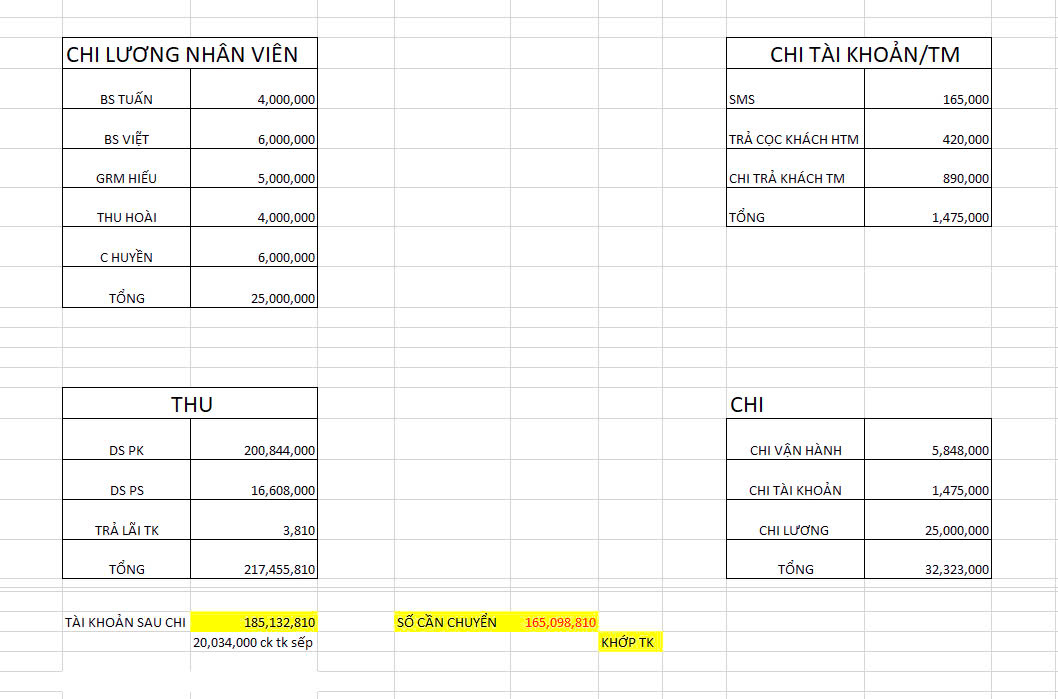 CHI LƯƠNG NHÂN VIÊN
BS TUẤN 4,000,000
BS VIỆT 6,000,000
GRM HIẾU 5,000,000
THU HOÀI 4,000,000
C HUYỀN 6,000,000
TỔNG 25,000,000
CHI TÀI KHOẢN/TM
SMS 165,000
TRẢ CỌC KHÁCH HTM 420,000
CHI TRẢ KHÁCH TM 890,000
TỔNG 1,475,000
THU
DS PK 200,844,000
DS PS 16,608,000
TRẢ LÃI TK 3,810
TỔNG 217,455,810
CHI
CHI VẬN HÀNH 5,848,000
CHI TÀI KHOẢN 1,475,000
CHI LƯƠNG 25,000,000
TỔNG 32,323,000
TÀI KHOẢN SAU CHI 185,132,810
SỐ CẦN CHUYỂN 165,098,810
20,034,000 ck tk sếp
KHỚP TK